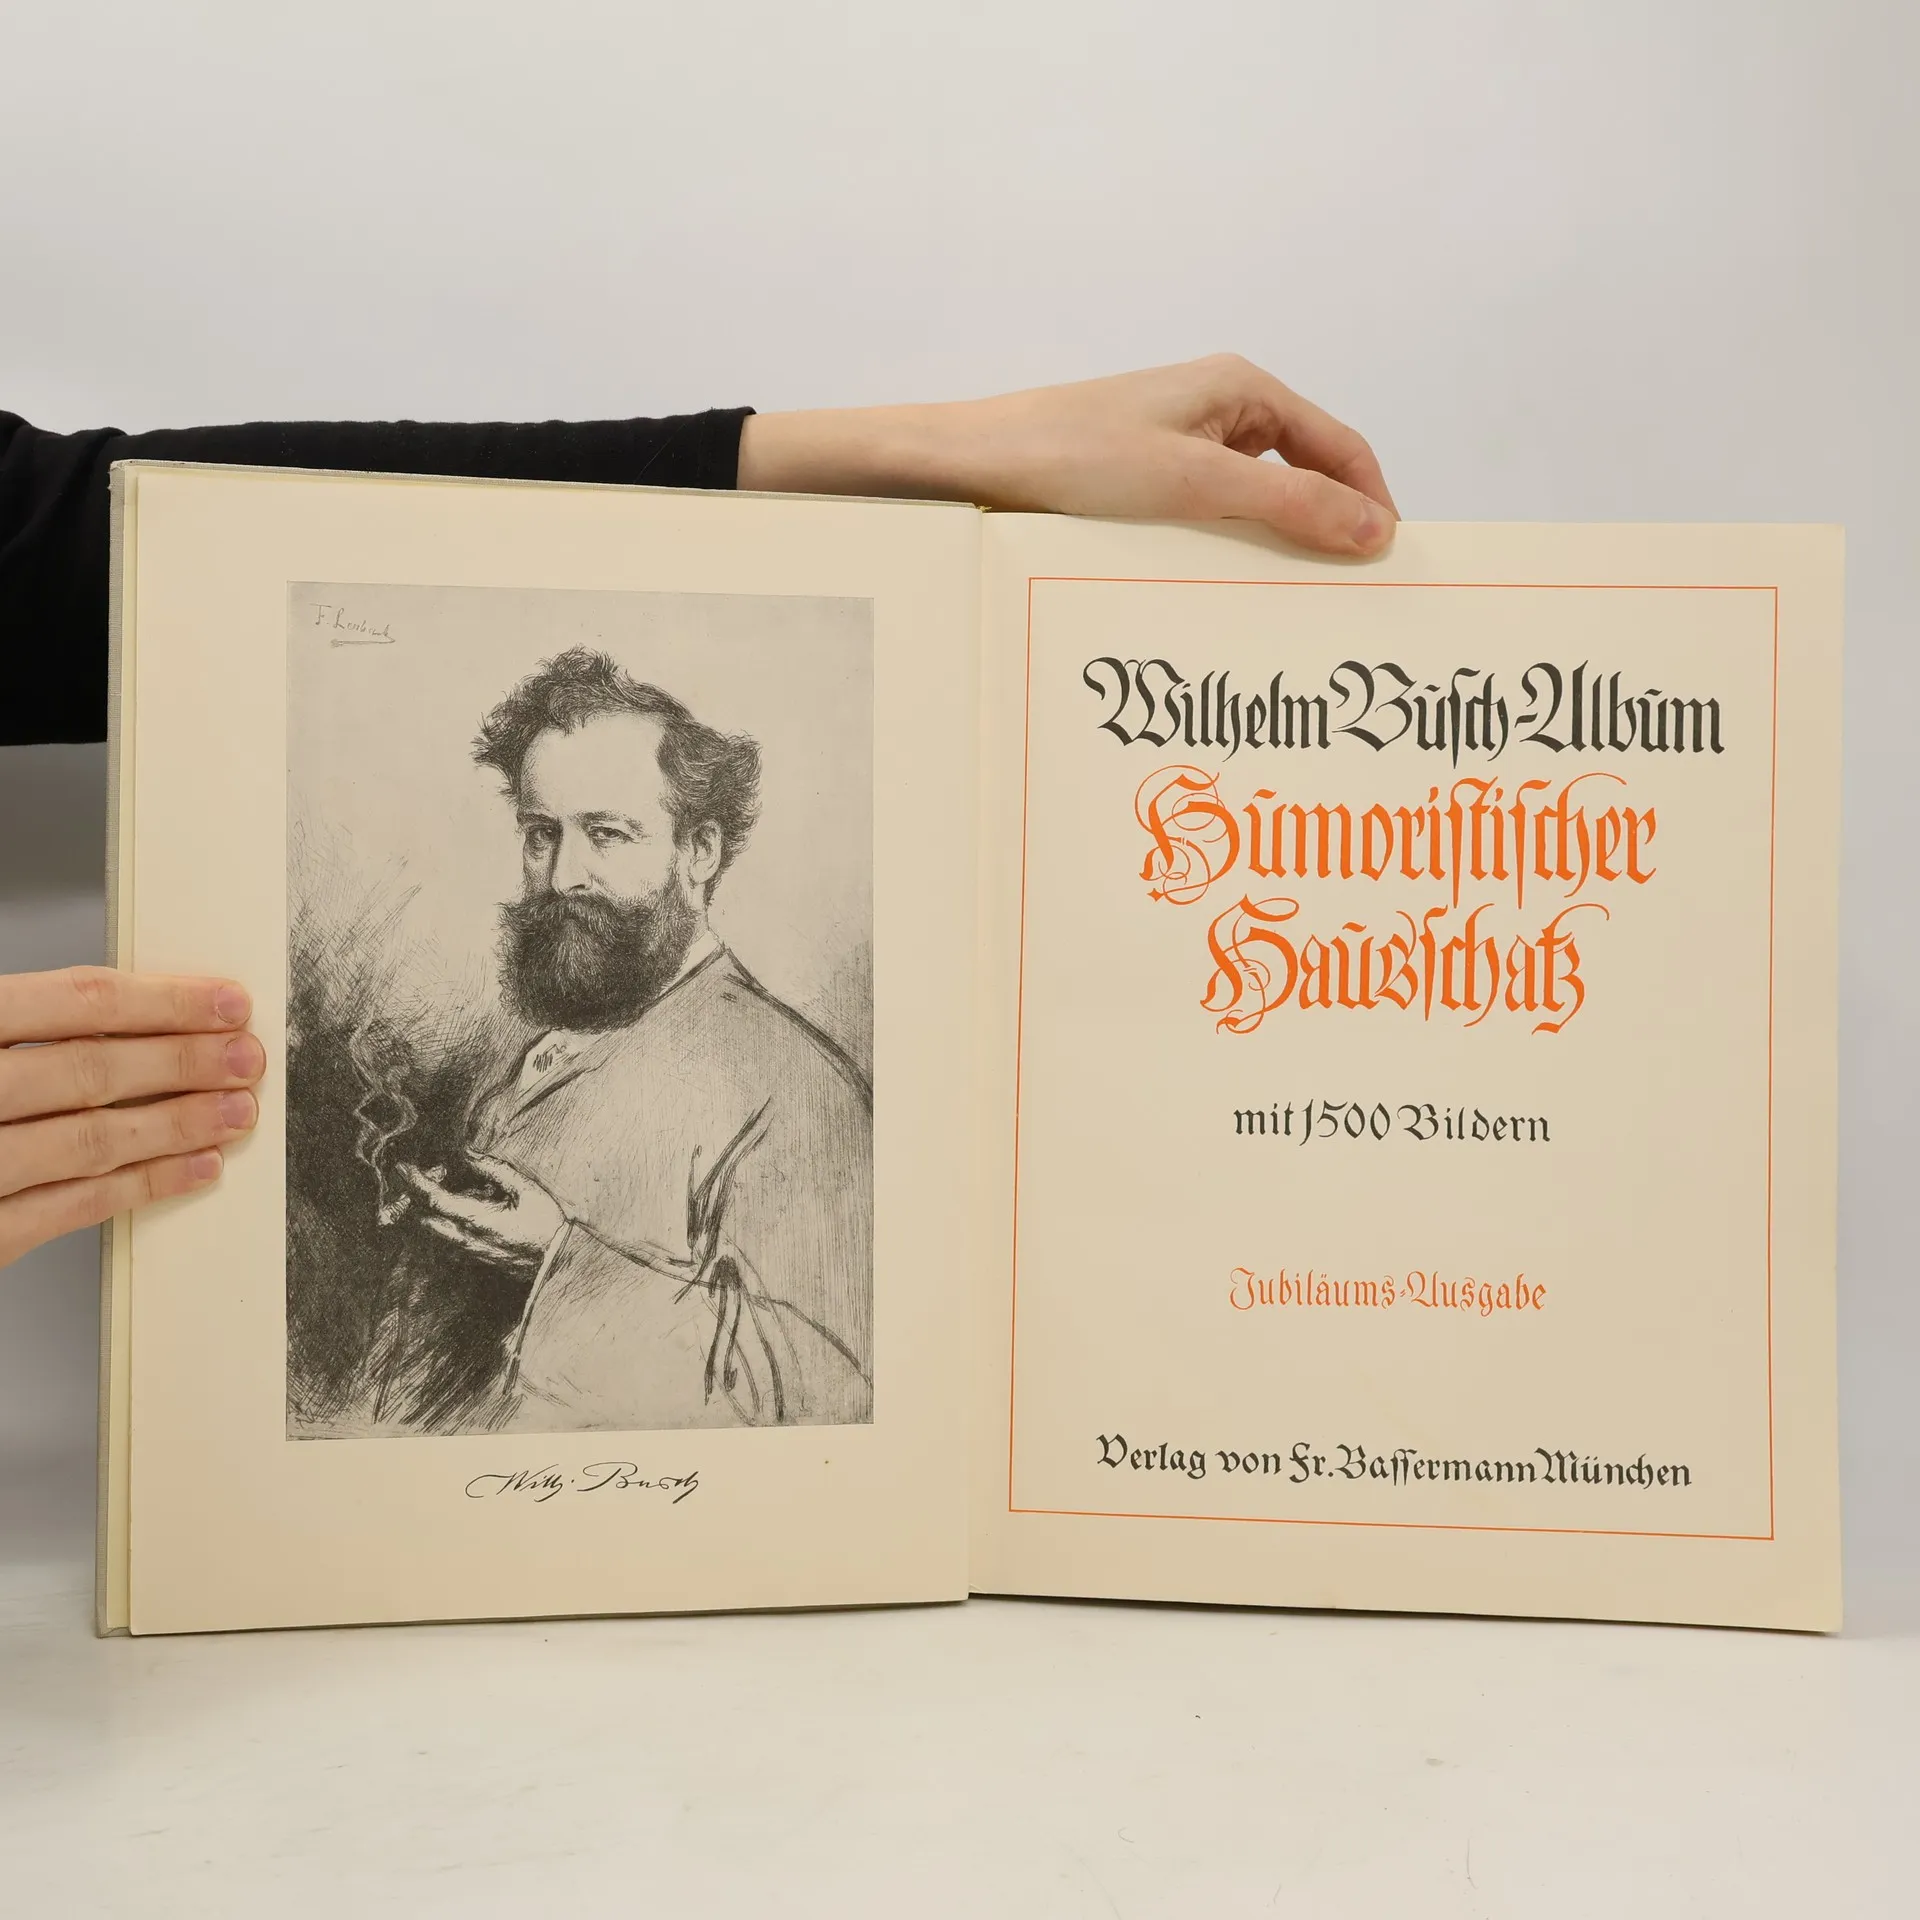 F. Lenbach
Wilh. Busch
Wilhelm Busch-Album
Humoristischer
Hausschatz
mit 1500 Bildern
Jubiläums-Ausgabe
Verlag von Fr. Bassermann München